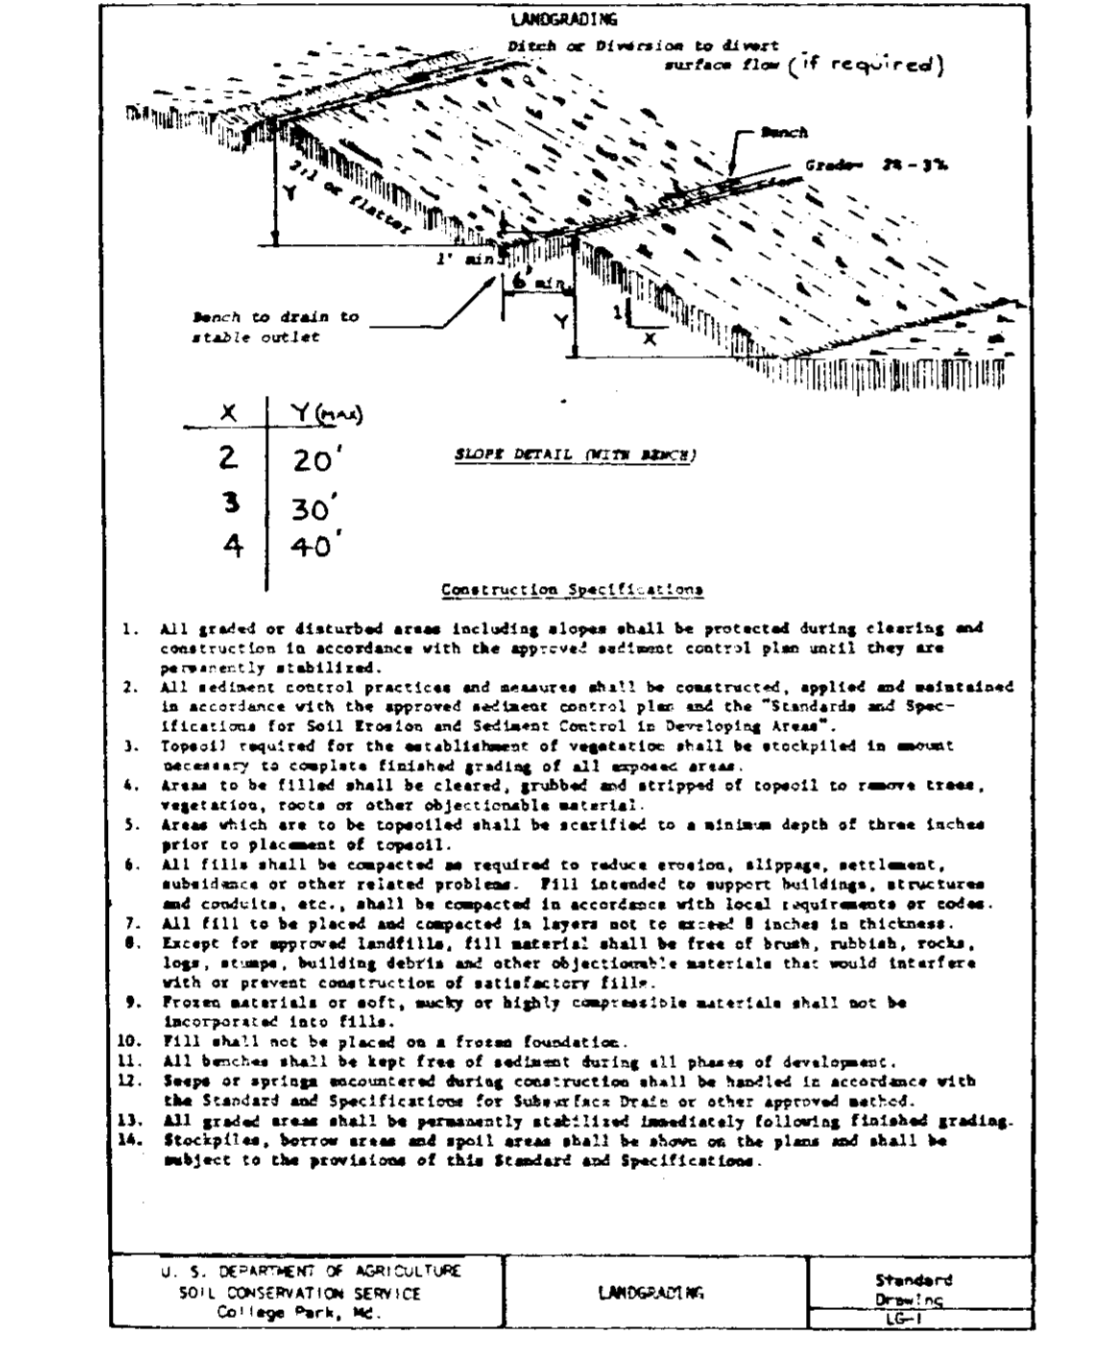 LANDGRADING
Ditch or Diversion to divert
surface flow (if required)
Bench
Grade= 2% - 3%
2:1 or flatter
Y
1' min
6' min
Bench to drain to
stable outlet
Y
1
X
X Y (MAX)
2 20'
3 30'
4 40'
SLOPE DETAIL (WITH BENCH)
Construction Specifications
1. All graded or disturbed areas including slopes shall be protected during clearing and
construction in accordance with the approved sediment control plan until they are
permanently stabilized.
2. All sediment control practices and measures shall be constructed, applied and maintained
in accordance with the approved sediment control plan and the "Standards and Spec-
ifications for Soil Erosion and Sediment Control in Developing Areas".
3. Topsoil required for the establishment of vegetation shall be stockpiled in amount
necessary to complete finished grading of all exposed areas.
4. Areas to be filled shall be cleared, grubbed and stripped of topsoil to remove trees,
vegetation, roots or other objectionable material.
5. Areas which are to be topsoiled shall be scarified to a minimum depth of three inches
prior to placement of topsoil.
6. All fills shall be compacted as required to reduce erosion, slippage, settlement,
subsidence or other related problems. Fill intended to support buildings, structures
and conduits, etc., shall be compacted in accordance with local requirements or codes.
7. All fill to be placed and compacted in layers not to exceed 8 inches in thickness.
8. Except for approved landfills, fill material shall be free of brush, rubbish, rocks,
logs, stumps, building debris and other objectionable materials that would interfere
with or prevent construction of satisfactory fills.
9. Frozen materials or soft, mucky or highly compressible materials shall not be
incorporated into fills.
10. Fill shall not be placed on a frozen foundation.
11. All benches shall be kept free of sediment during all phases of development.
12. Seeps or springs encountered during construction shall be handled in accordance with
the Standard and Specifications for Subsurface Drain or other approved method.
13. All graded areas shall be permanently stabilized immediately following finished grading.
14. Stockpiles, borrow areas and spoil areas shall be shown on the plans and shall be
subject to the provisions of this Standard and Specifications.
U. S. DEPARTMENT OF AGRICULTURE
SOIL CONSERVATION SERVICE
College Park, Md.
LANDGRADING
Standard
Drawing
LG-1